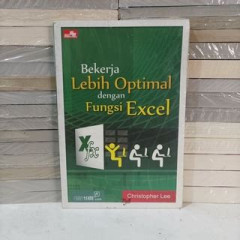 Bekerja
Lebih Optimal
dengan
Fungsi Excel
Christopher Lee